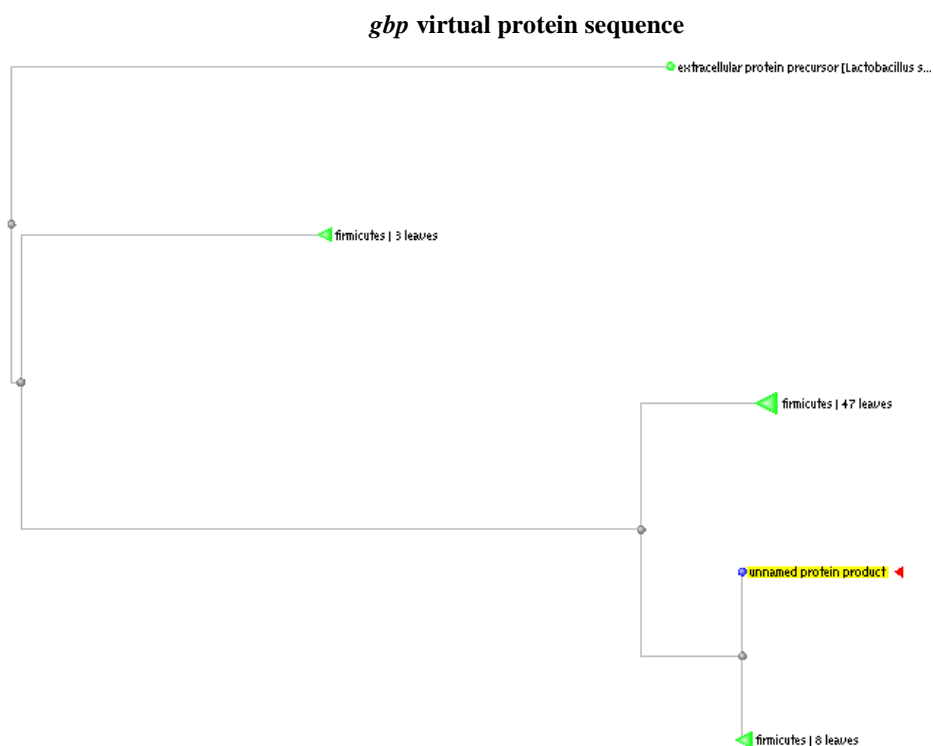 gbp virtual protein sequence
extracellular protein precursor [Lactobacillus s...
firmicutes | 3 leaves
firmicutes | 47 leaves
unnamed protein product
firmicutes | 8 leaves